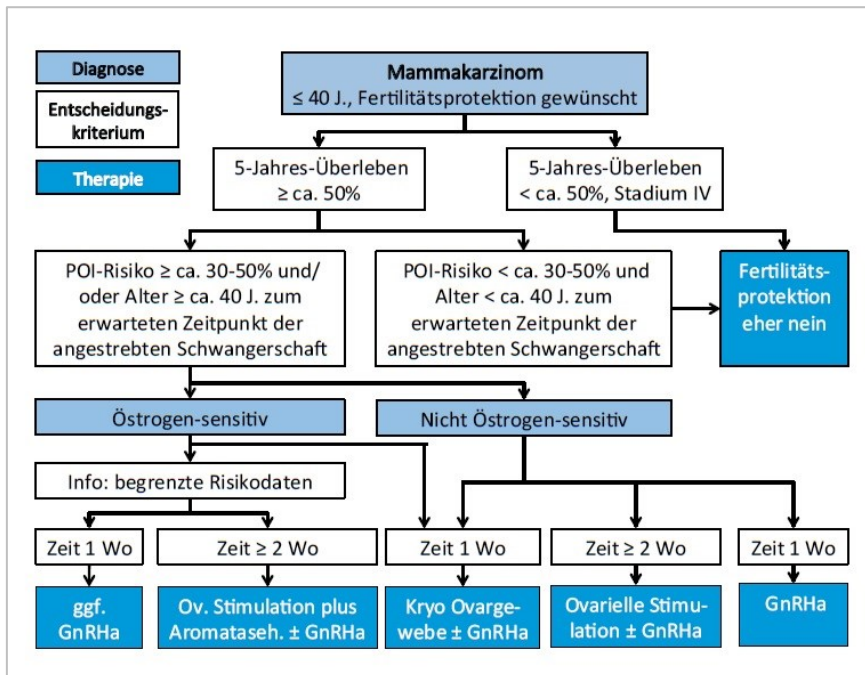 Diagnose
Entscheidungs-
kriterium
Therapie
Mammakarzinom
≤ 40 J., Fertilitätsprotektion gewünscht
5-Jahres-Überleben
≥ ca. 50%
5-Jahres-Überleben
< ca. 50%, Stadium IV
POI-Risiko ≥ ca. 30-50% und/
oder Alter ≥ ca. 40 J. zum
erwarteten Zeitpunkt der
angestrebten Schwangerschaft
POI-Risiko < ca. 30-50% und
Alter < ca. 40 J. zum
erwarteten Zeitpunkt der
angestrebten Schwangerschaft
Fertilitäts-
protektion
eher nein
Östrogen-sensitiv
Nicht Östrogen-sensitiv
Info: begrenzte Risikodaten
Zeit 1 Wo
Zeit ≥ 2 Wo
Zeit 1 Wo
Zeit ≥ 2 Wo
Zeit 1 Wo
ggf.
GnRHa
Ov. Stimulation plus
Aromataseh. ± GnRHa
Kryo Ovarge-
webe ± GnRHa
Ovarielle Stimu-
lation ± GnRHa
GnRHa